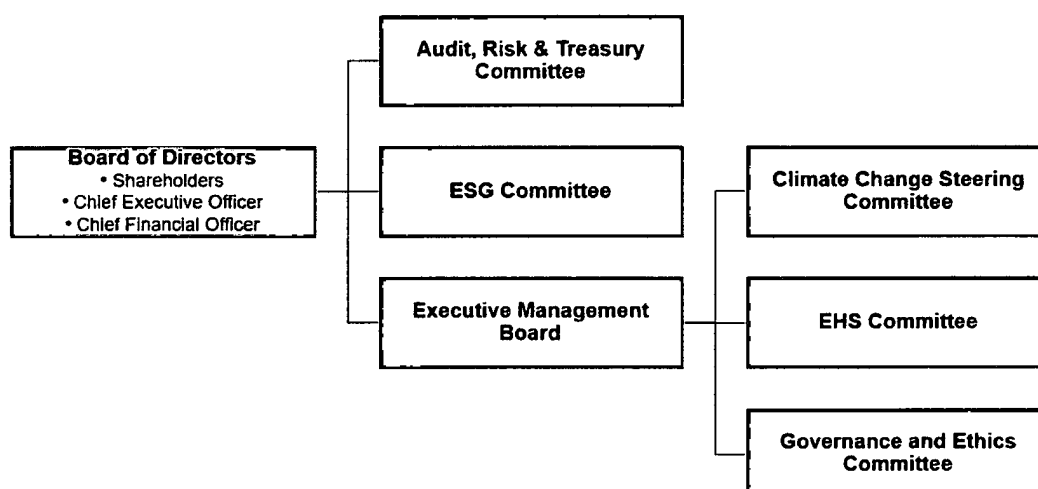 Audit, Risk & Treasury
Committee
Board of Directors
• Shareholders
• Chief Executive Officer
• Chief Financial Officer
ESG Committee
Executive Management
Board
Climate Change Steering
Committee
EHS Committee
Governance and Ethics
Committee